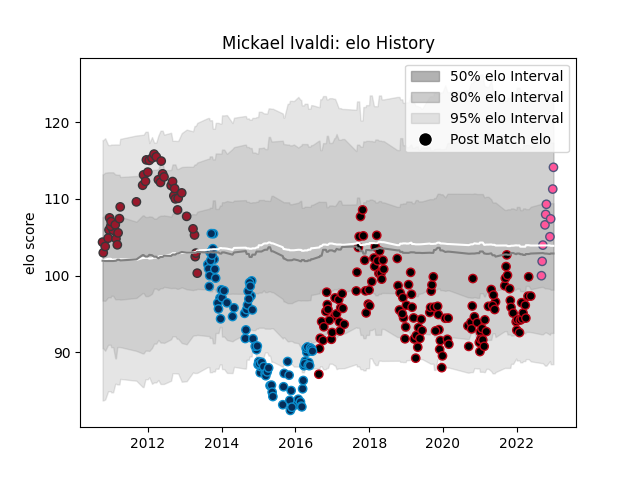 Mickael Ivaldi: elo History
50% elo Interval
80% elo Interval
95% elo Interval
Post Match elo
elo score
120
110
100
90
2012 2014 2016 2018 2020 2022